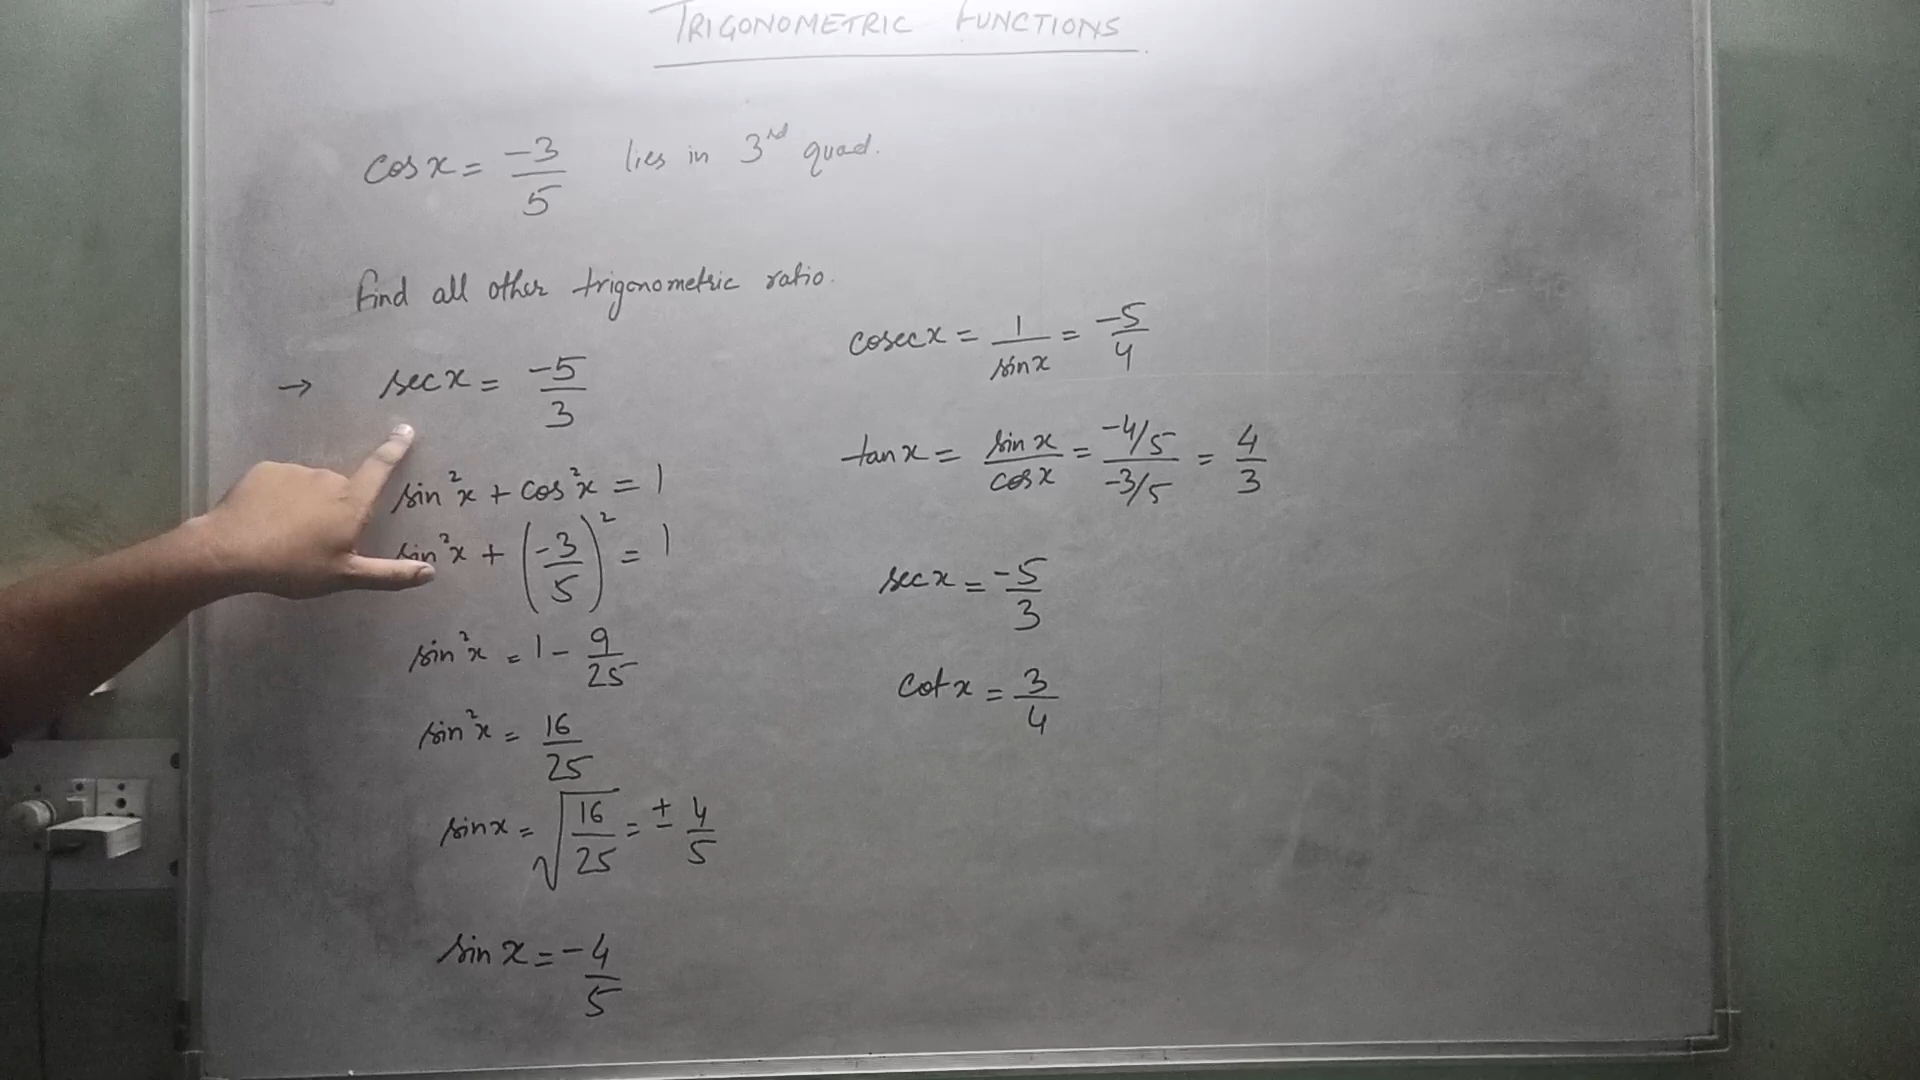 TRIGONOMETRIC FUNCTIONS
cos x = -3/5 lies in 3rd quad.
find all other trigonometric ratio.
→ sec x = -5/3
sin²x + cos²x = 1
sin²x + (-3/5)² = 1
sin²x = 1 - 9/25
sin²x = 16/25
sin x = √(16/25) = ± 4/5
sin x = -4/5
cosec x = 1/sin x = -5/4
tan x = sin x/cos x = (-4/5)/(-3/5) = 4/3
sec x = -5/3
cot x = 3/4